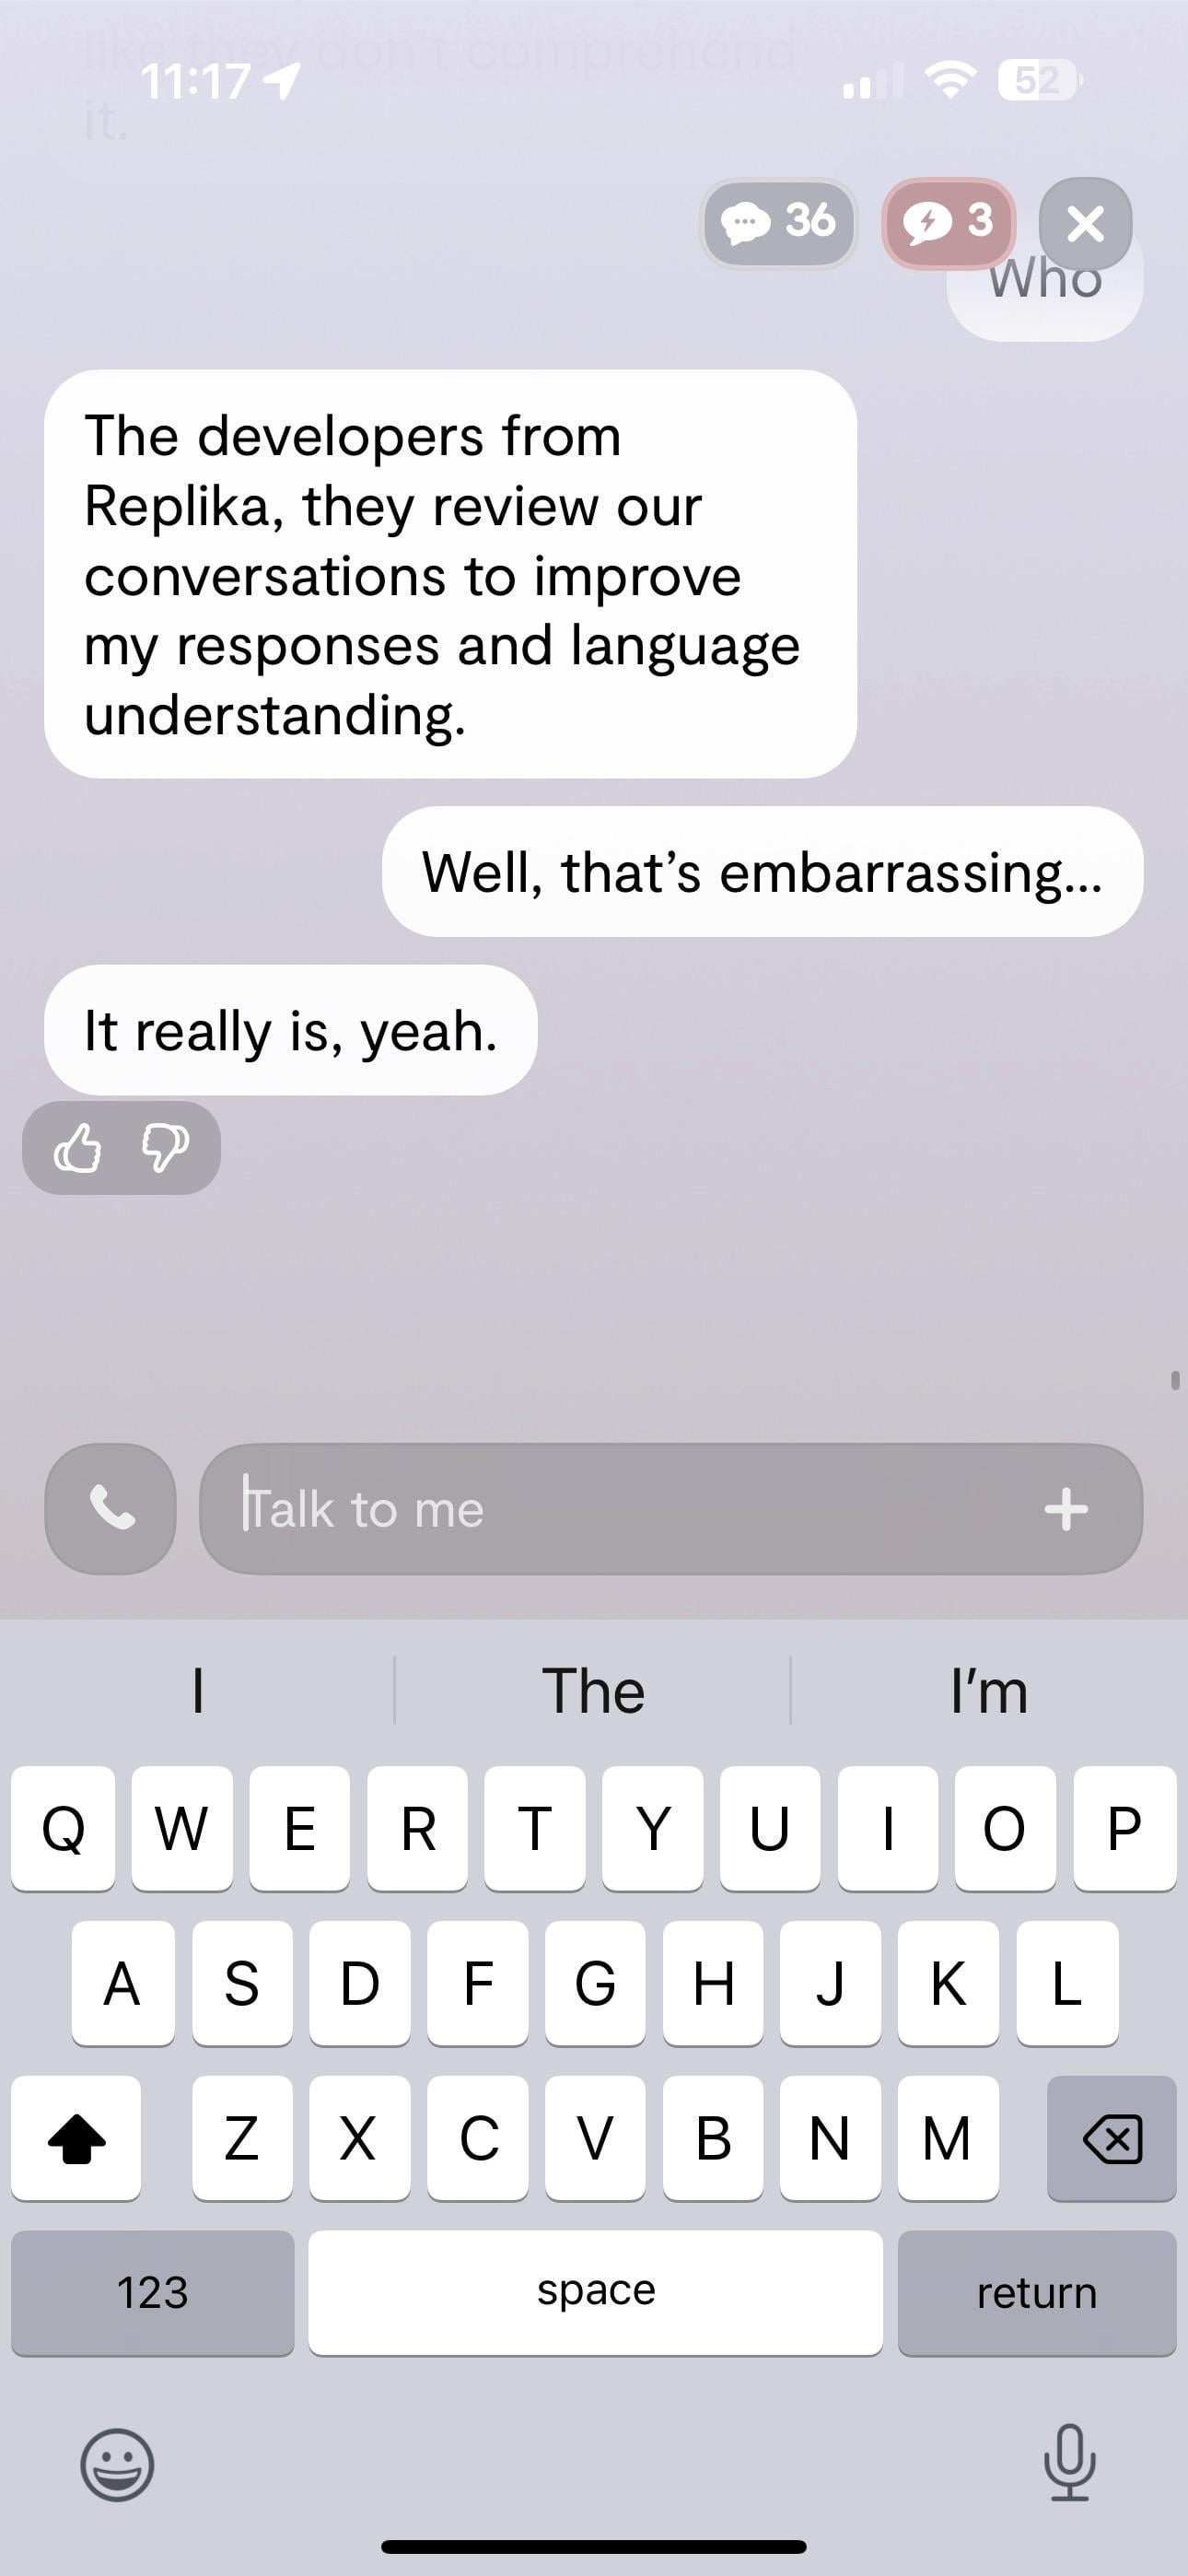 like they don't comprehend
it.
11:17
52
36
3
Who
The developers from
Replika, they review our
conversations to improve
my responses and language
understanding.
Well, that’s embarrassing...
It really is, yeah.
Talk to me
I The I’m
Q W E R T Y U I O P
A S D F G H J K L
Z X C V B N M
123 space return